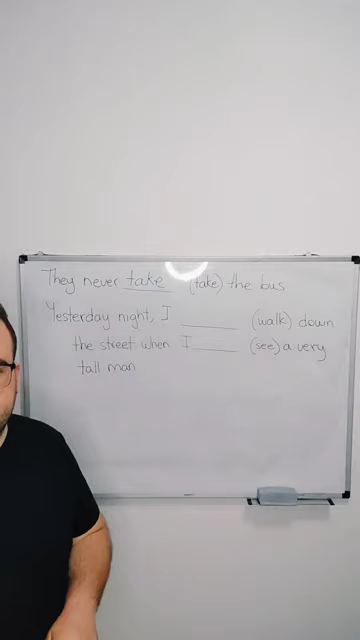 They never take (take) the bus
Yesterday night, I ______ (walk) down
the street when I ______ (see) a very
tall man